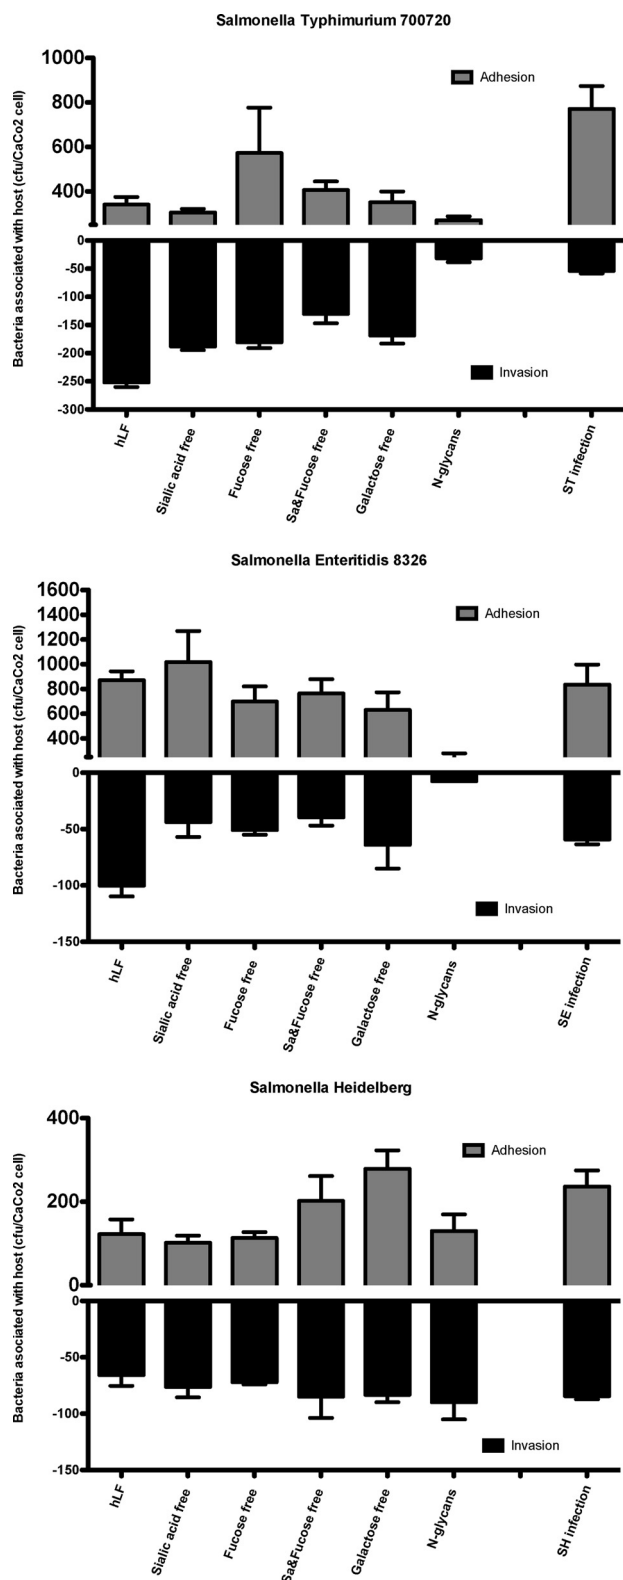 Salmonella Typhimurium 700720
Bacteria associated with host (cfu/CaCo2 cell)
1000
800
600
400
0
-50
-100
-150
-200
-250
-300
Adhesion
Invasion
hLF
Sialic acid free
Fucose free
Sa&Fucose free
Galactose free
N-glycans
ST infection
Salmonella Enteritidis 8326
Bacteria asociated with host (cfu/CaCo2 cell)
1600
1400
1200
1000
800
600
400
0
-50
-100
-150
Adhesion
Invasion
hLF
Sialic acid free
Fucose free
Sa&Fucose free
Galactose free
N-glycans
SE infection
Salmonella Heidelberg
Bacteria asociated with host (cfu/CaCo2 cell)
400
200
0
0
-50
-100
-150
Adhesion
Invasion
hLF
Sialic acid free
Fucose free
Sa&Fucose free
Galactose free
N-glycans
SH infection